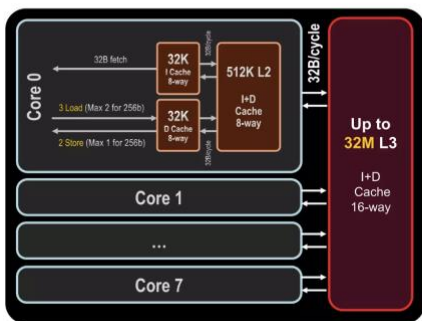 Core 0
32B fetch
32K
I Cache
8-way
32B/cycle
512K L2
I+D
Cache
8-way
3 Load (Max 2 for 256b)
2 Store (Max 1 for 256b)
32K
D Cache
8-way
32B/cycle
32B/cycle
Up to
32M L3
I+D
Cache
16-way
Core 1
...
Core 7